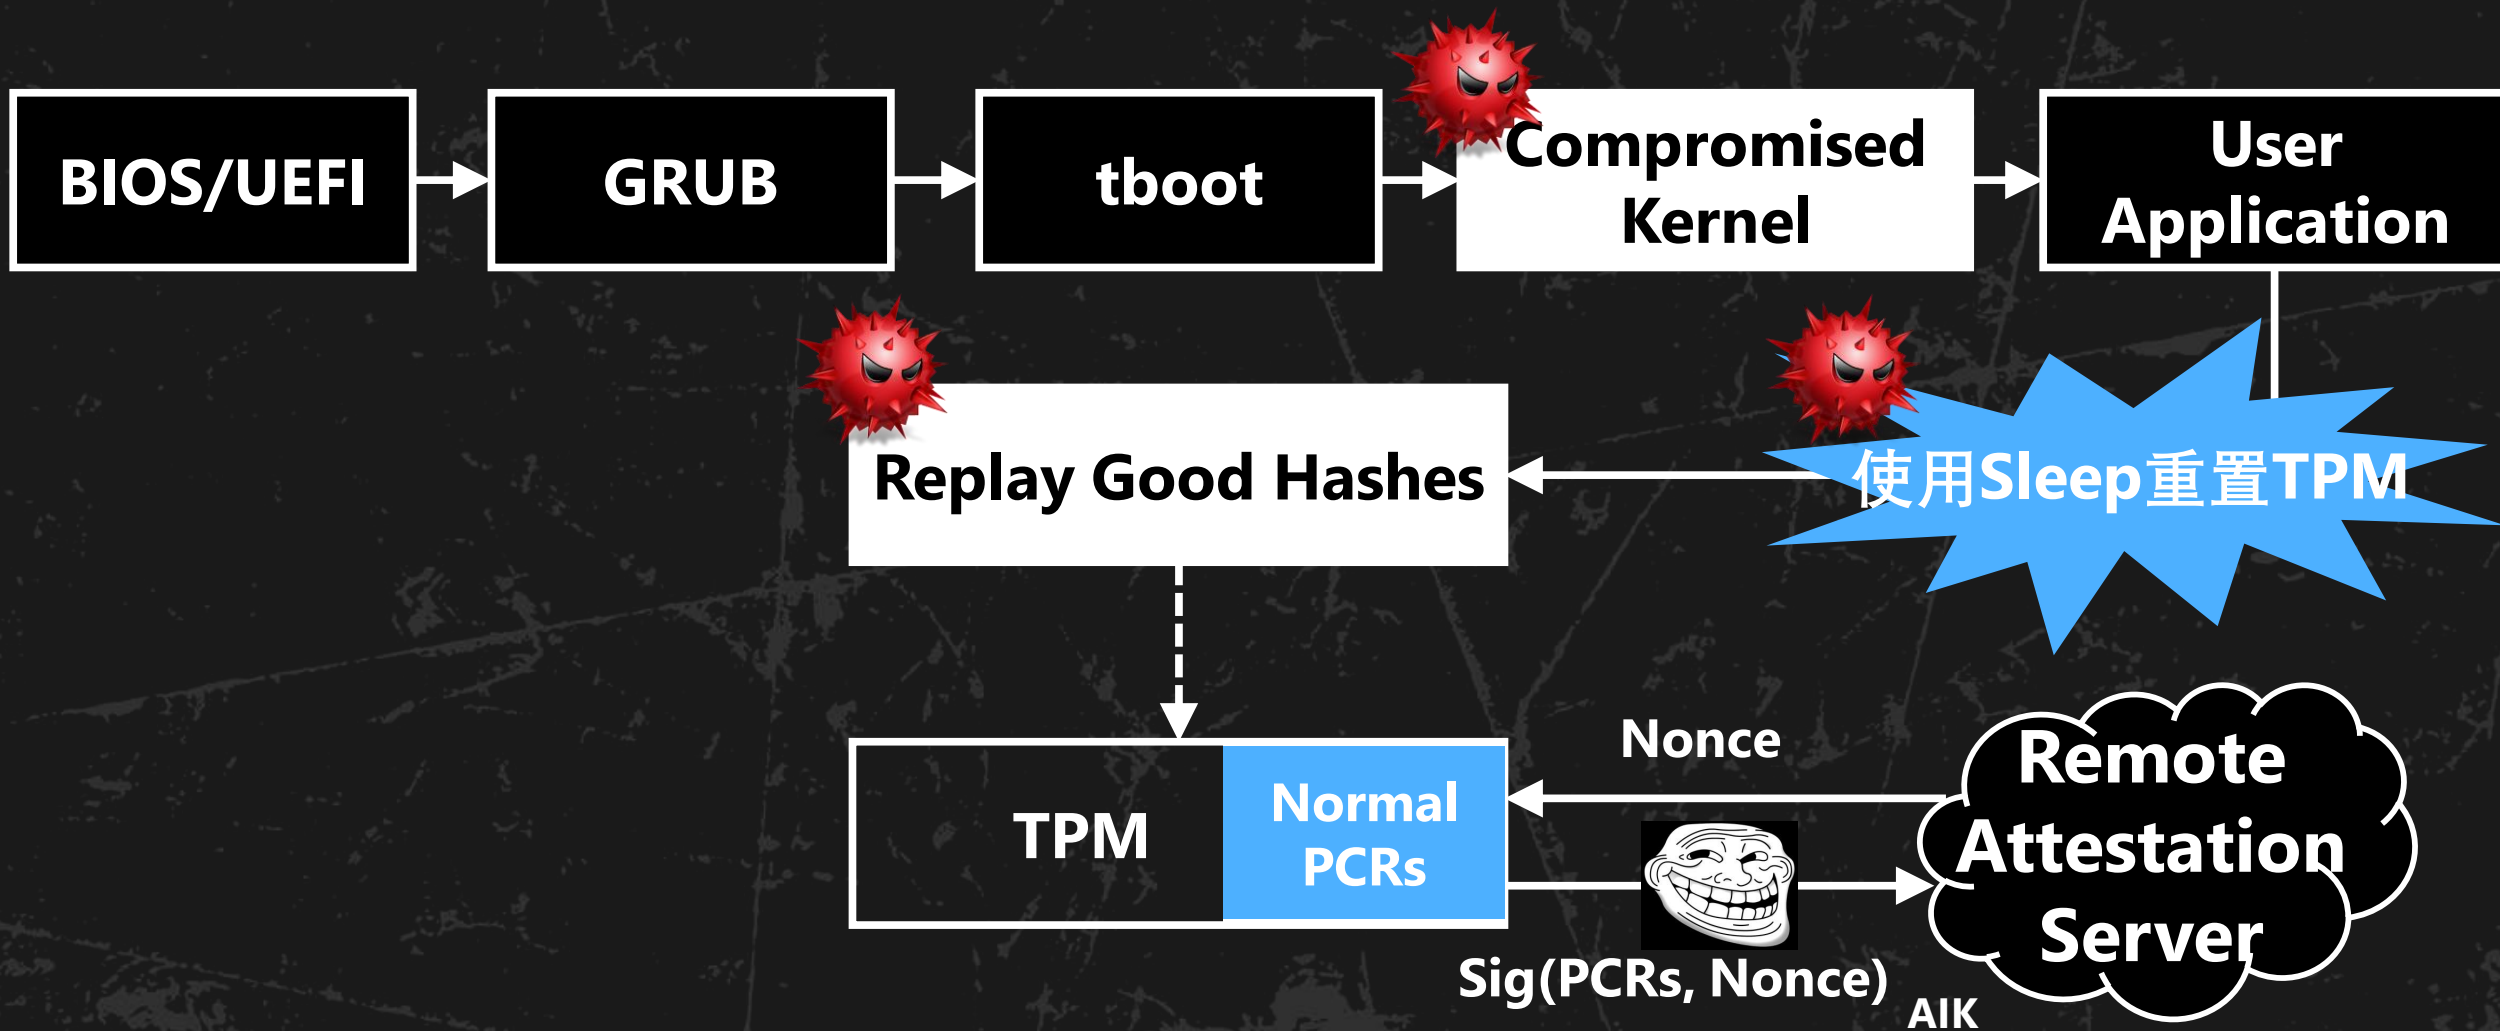 BIOS/UEFI
GRUB
tboot
Compromised
Kernel
User
Application
Replay Good Hashes
使用Sleep重置TPM
TPM
Normal
PCRs
Nonce
Sig(PCRs, Nonce)
AIK
Remote
Attestation
Server